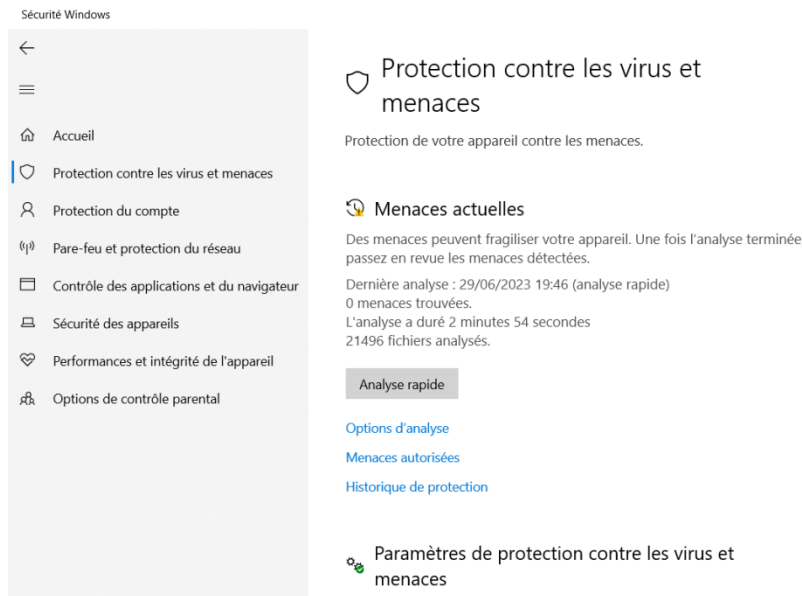 Sécurité Windows
Accueil
Protection contre les virus et menaces
Protection du compte
Pare-feu et protection du réseau
Contrôle des applications et du navigateur
Sécurité des appareils
Performances et intégrité de l'appareil
Options de contrôle parental
Protection contre les virus et
menaces
Protection de votre appareil contre les menaces.
Menaces actuelles
Des menaces peuvent fragiliser votre appareil. Une fois l'analyse terminée
passez en revue les menaces détectées.
Dernière analyse : 29/06/2023 19:46 (analyse rapide)
0 menaces trouvées.
L'analyse a duré 2 minutes 54 secondes
21496 fichiers analysés.
Analyse rapide
Options d'analyse
Menaces autorisées
Historique de protection
Paramètres de protection contre les virus et
menaces